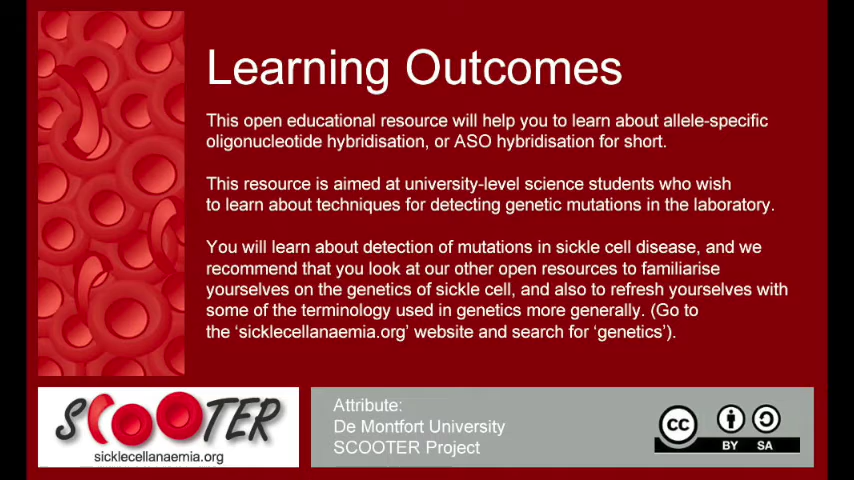 Learning Outcomes
This open educational resource will help you to learn about allele-specific
oligonucleotide hybridisation, or ASO hybridisation for short.
This resource is aimed at university-level science students who wish
to learn about techniques for detecting genetic mutations in the laboratory.
You will learn about detection of mutations in sickle cell disease, and we
recommend that you look at our other open resources to familiarise
yourselves on the genetics of sickle cell, and also to refresh yourselves with
some of the terminology used in genetics more generally. (Go to
the ‘sicklecellanaemia.org’ website and search for ‘genetics’).
SCOOTER
sicklecellanaemia.org
Attribute:
De Montfort University
SCOOTER Project
CC
BY SA